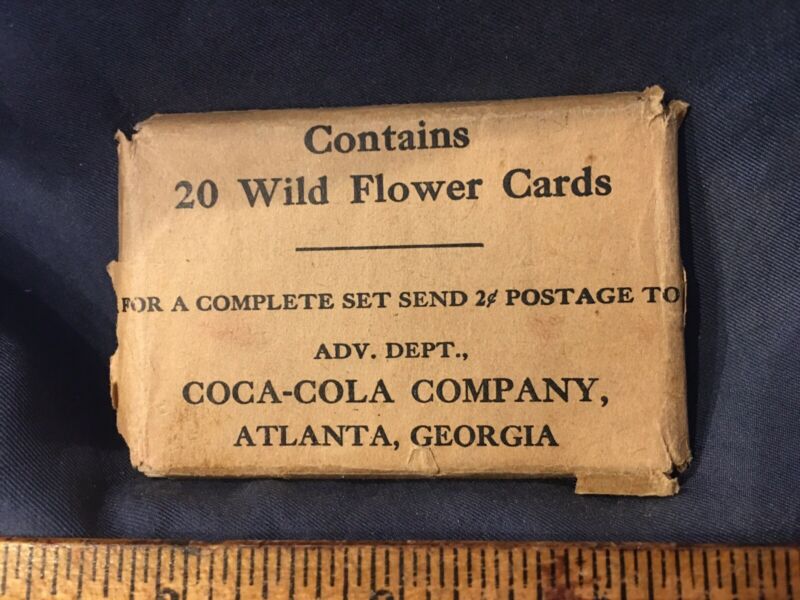 Contains
20 Wild Flower Cards
FOR A COMPLETE SET SEND 2¢ POSTAGE TO
ADV. DEPT.,
COCA-COLA COMPANY,
ATLANTA, GEORGIA